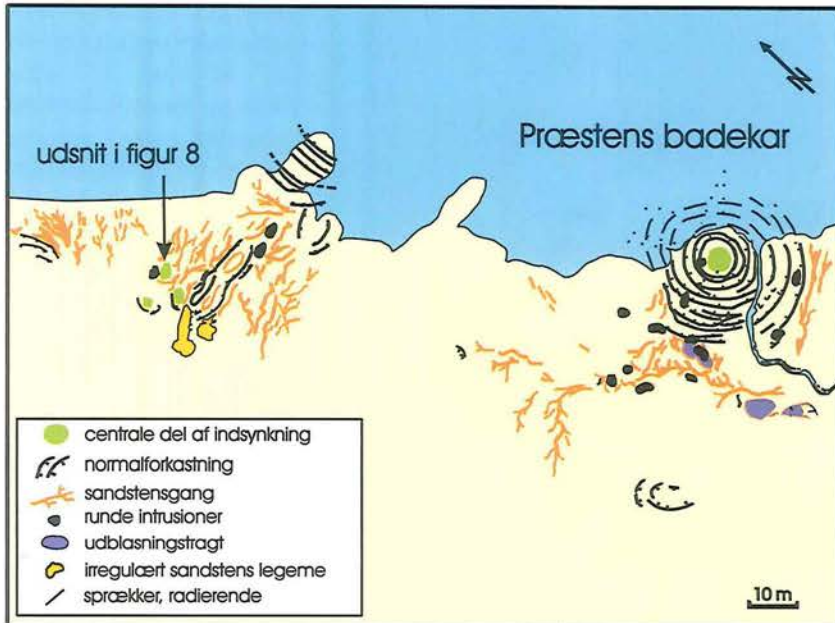 N
udsnit i figur 8
Præstens badekar
centrale del af indsynkning
normalforkastning
sandstensgang
runde intrusioner
udblasningstragt
irregulært sandstens legeme
sprækker, radierende
10 m